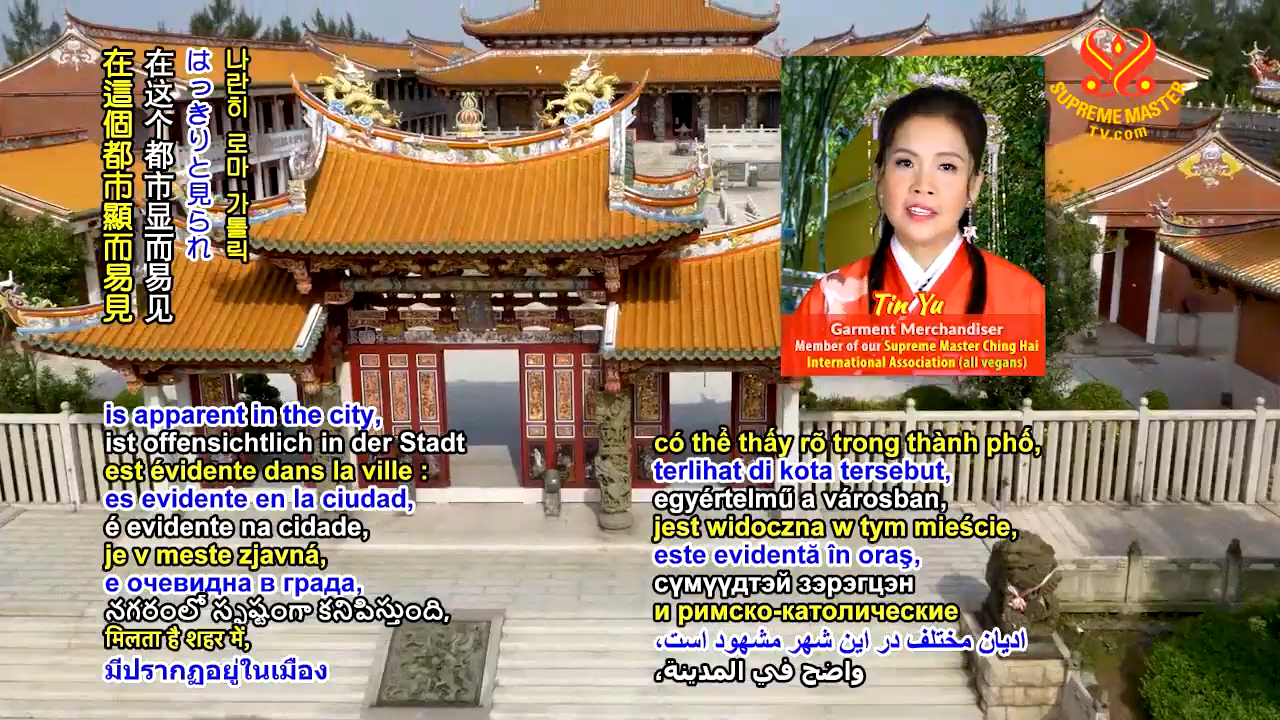 나란히 로마 가톨릭
はっきりと見られ
在这个都市显而易见
在這個都市顯而易見
SUPREME MASTER
TV.com
Tin Yu
Garment Merchandiser
Member of our Supreme Master Ching Hai
International Association (all vegans)
is apparent in the city,
ist offensichtlich in der Stadt
est évidente dans la ville :
es evidente en la ciudad,
é evidente na cidade,
je v meste zjavná,
е очевидна в града,
నగరంలో స్పష్టంగా కనిపిస్తుంది,
मिलता है शहर में,
มีปรากฏอยู่ในเมือง
có thể thấy rõ trong thành phố,
terlihat di kota tersebut,
egyértelmű a városban,
jest widoczna w tym mieście,
este evidentă în oraş,
сүмүүдтэй зэрэгцэн
и римско-католические
ادیان مختلف در این شهر مشهود است،
واضح في المدينة،